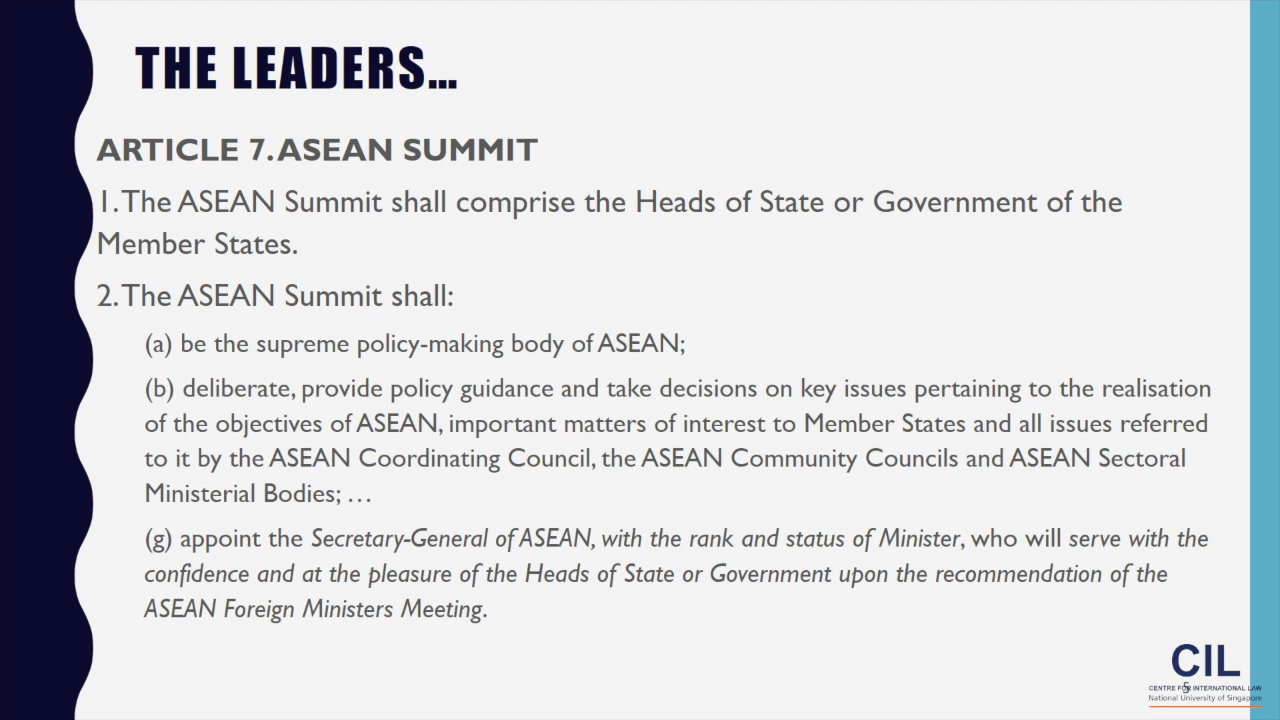 THE LEADERS...
ARTICLE 7. ASEAN SUMMIT
1. The ASEAN Summit shall comprise the Heads of State or Government of the
Member States.
2. The ASEAN Summit shall:
(a) be the supreme policy-making body of ASEAN;
(b) deliberate, provide policy guidance and take decisions on key issues pertaining to the realisation
of the objectives of ASEAN, important matters of interest to Member States and all issues referred
to it by the ASEAN Coordinating Council, the ASEAN Community Councils and ASEAN Sectoral
Ministerial Bodies; …
(g) appoint the Secretary-General of ASEAN, with the rank and status of Minister, who will serve with the
confidence and at the pleasure of the Heads of State or Government upon the recommendation of the
ASEAN Foreign Ministers Meeting.
CIL
5
CENTRE FOR INTERNATIONAL LAW
National University of Singapore